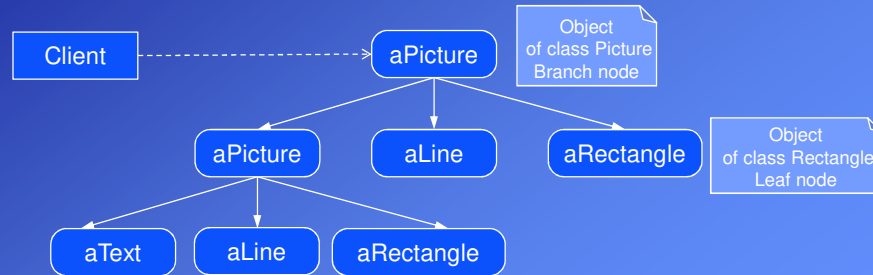 Client
aPicture
Object
of class Picture
Branch node
aPicture
aLine
aRectangle
Object
of class Rectangle
Leaf node
aText
aLine
aRectangle